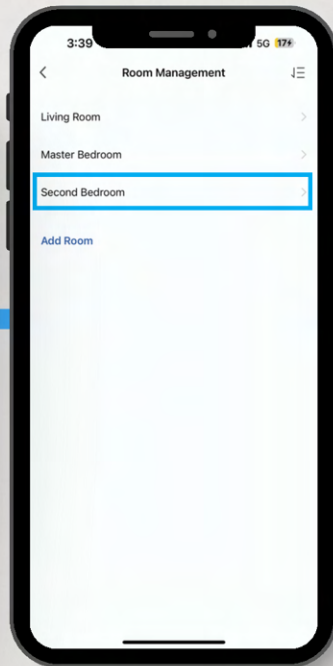 3:39
5G 17
Room Management
Living Room
Master Bedroom
Second Bedroom
Add Room